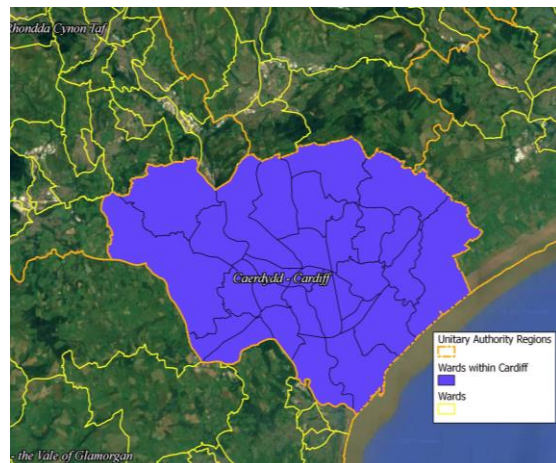 Rhondda Cynon Taf
Caerdydd - Cardiff
Unitary Authority Regions
Wards within Cardiff
Wards
- the Vale of Glamorgan